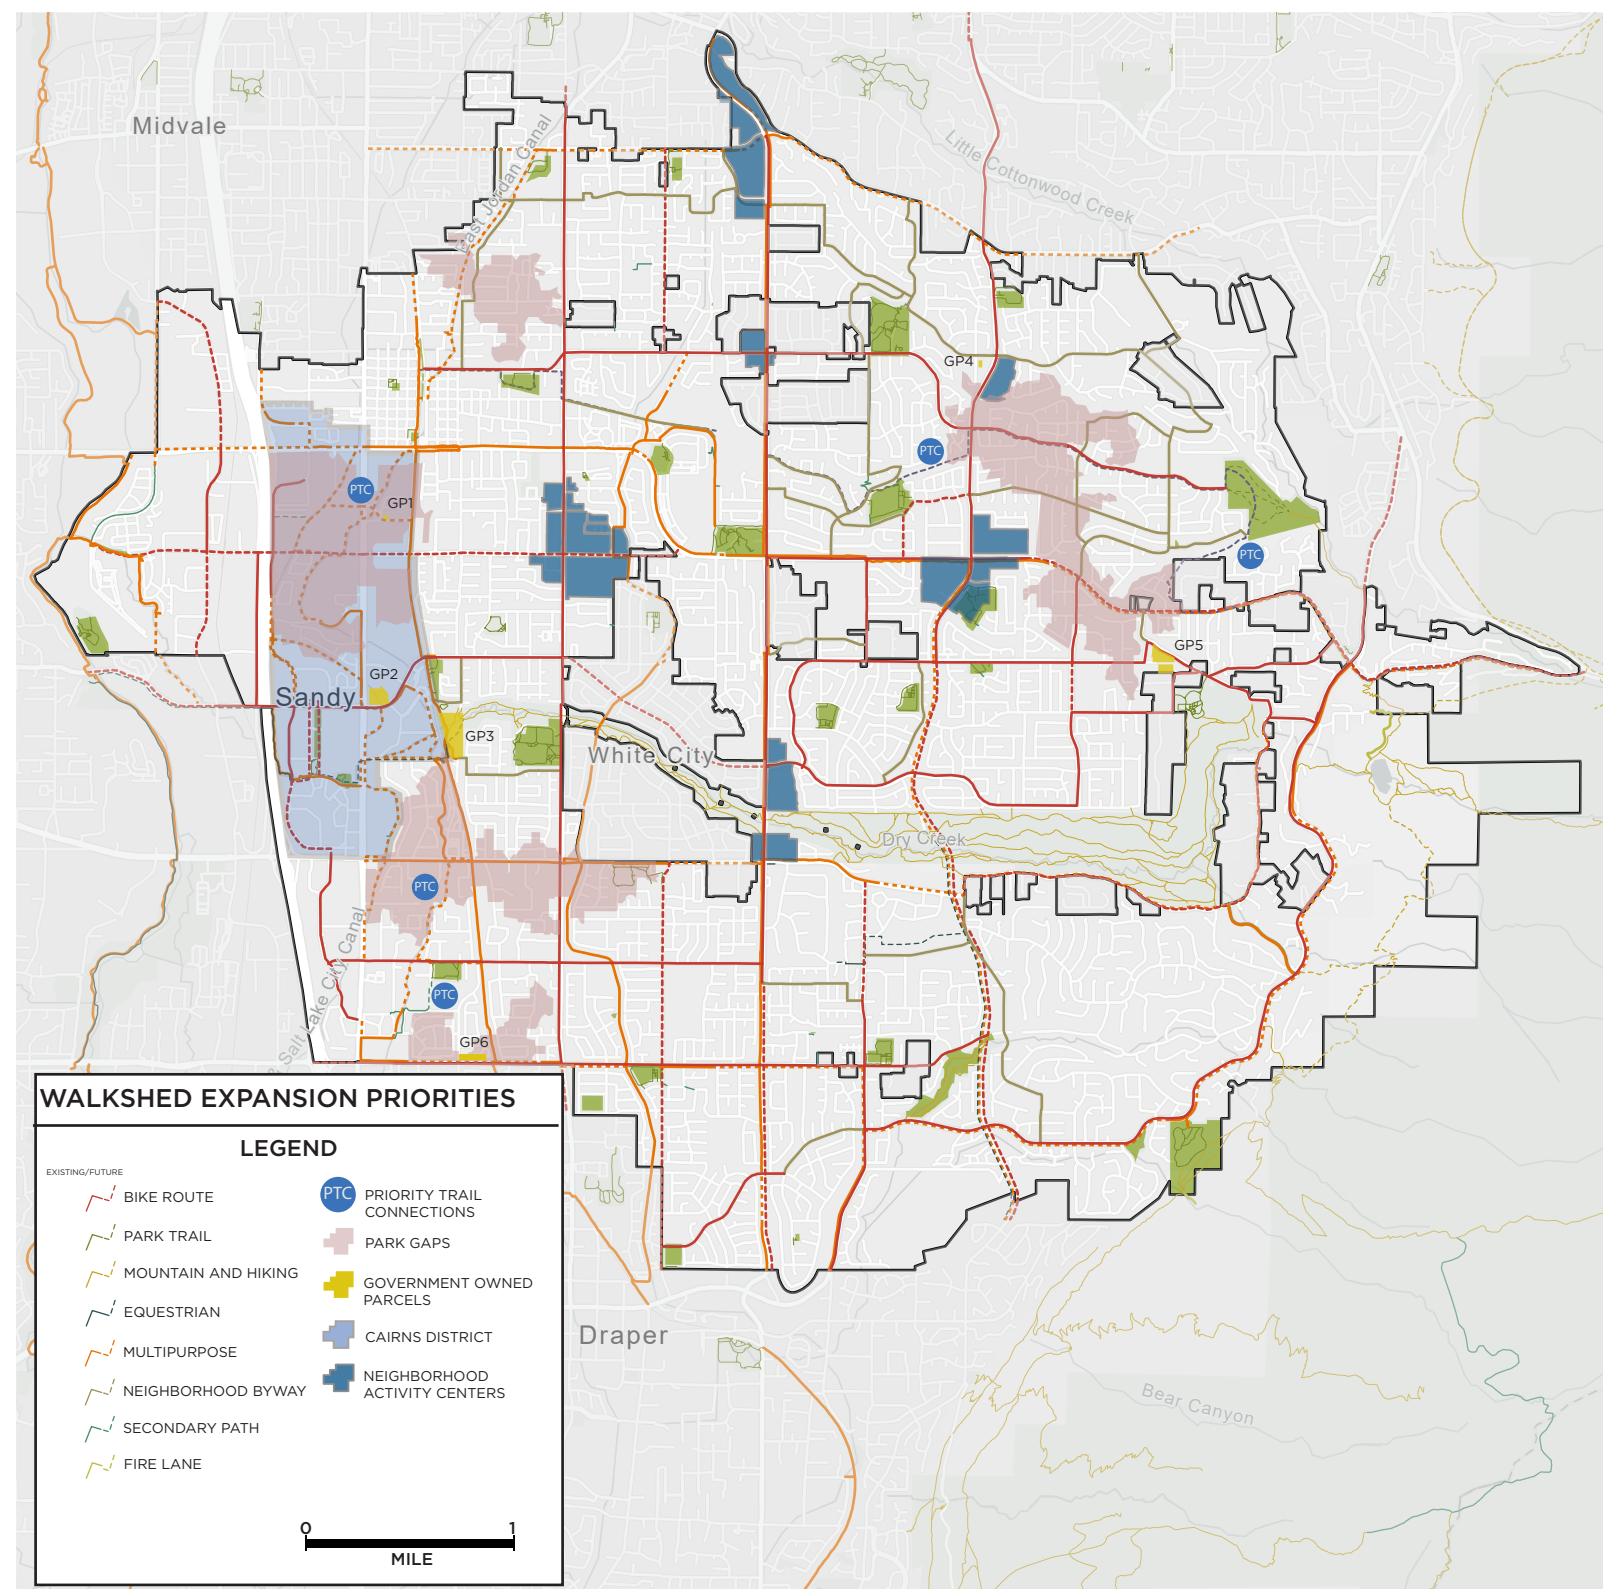 Midvale
East Jordan Canal
Little Cottonwood Creek
GP4
PTC
PTC
GP1
PTC
GP5
GP2
Sandy
GP3
White City
Dry Creek
PTC
PTC
& Salt Lake City Canal
GP6
WALKSHED EXPANSION PRIORITIES
LEGEND
EXISTING/FUTURE
BIKE ROUTE
PARK TRAIL
MOUNTAIN AND HIKING
EQUESTRIAN
MULTIPURPOSE
NEIGHBORHOOD BYWAY
SECONDARY PATH
FIRE LANE
PTC
PRIORITY TRAIL
CONNECTIONS
PARK GAPS
GOVERNMENT OWNED
PARCELS
CAIRNS DISTRICT
NEIGHBORHOOD
ACTIVITY CENTERS
0 1
MILE
Draper
Bear Canyon